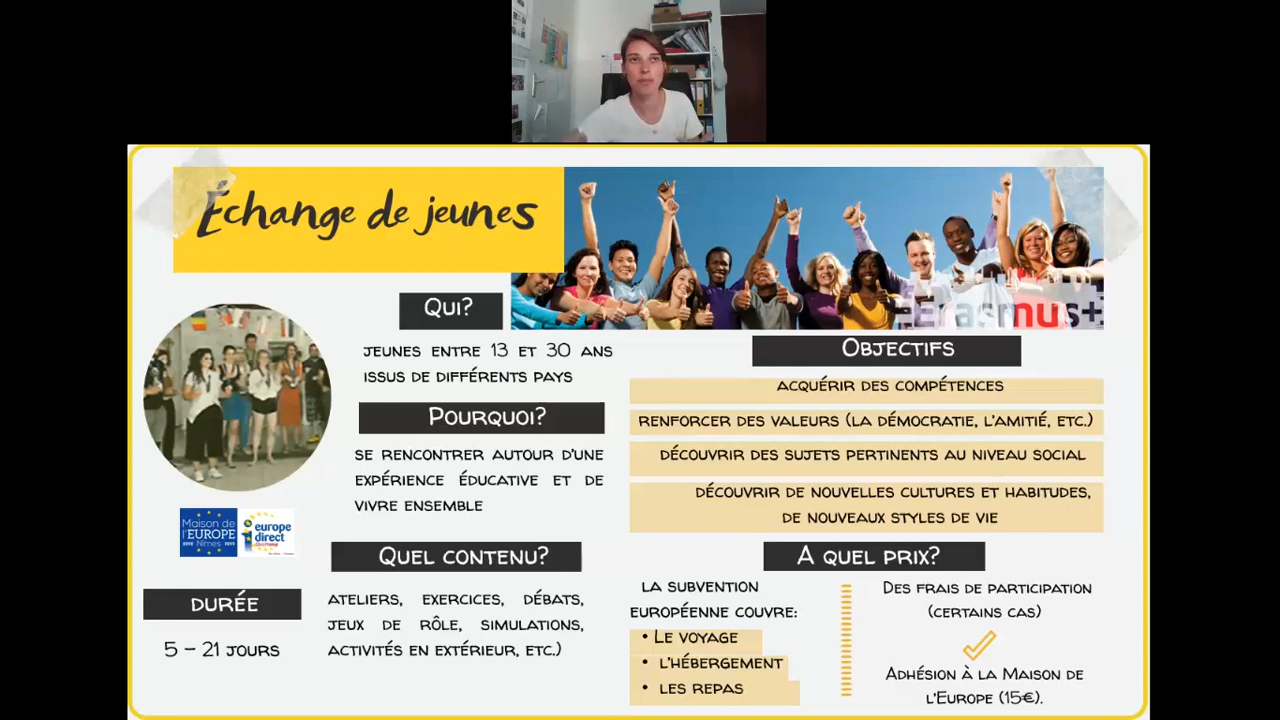 Échange de jeunes
Erasmus+
Qui?
JEUNES ENTRE 13 ET 30 ANS
ISSUS DE DIFFÉRENTS PAYS
Pourquoi?
SE RENCONTRER AUTOUR D'UNE
EXPÉRIENCE ÉDUCATIVE ET DE
VIVRE ENSEMBLE
Maison de
l'EUROPE
Nîmes
europe
direct
Occitanie
DURÉE
5 – 21 JOURS
QUEL CONTENU?
ATELIERS, EXERCICES, DÉBATS,
JEUX DE RÔLE, SIMULATIONS,
ACTIVITÉS EN EXTÉRIEUR, ETC.)
OBJECTIFS
ACQUÉRIR DES COMPÉTENCES
RENFORCER DES VALEURS (LA DÉMOCRATIE, L'AMITIÉ, ETC.)
DÉCOUVRIR DES SUJETS PERTINENTS AU NIVEAU SOCIAL
DÉCOUVRIR DE NOUVELLES CULTURES ET HABITUDES,
DE NOUVEAUX STYLES DE VIE
A QUEL PRIX?
LA SUBVENTION
EUROPÉENNE COUVRE:
• LE VOYAGE
• L'HÉBERGEMENT
• LES REPAS
DES FRAIS DE PARTICIPATION
(CERTAINS CAS)
ADHÉSION À LA MAISON DE
L'EUROPE (15€).